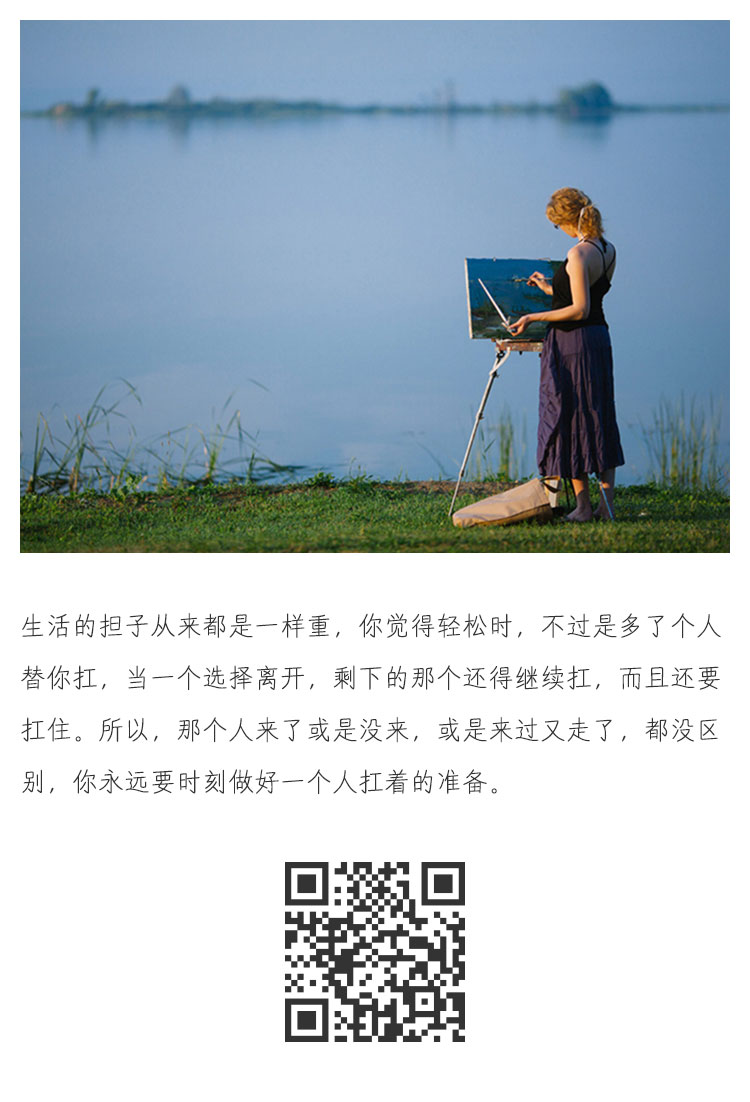 生活的担子从来都是一样重，你觉得轻松时，不过是多了个人
替你扛，当一个选择离开，剩下的那个还得继续扛，而且还要
扛住。所以，那个人来了或是没来，或是来过又走了，都没区
别，你永远要时刻做好一个人扛着的准备。